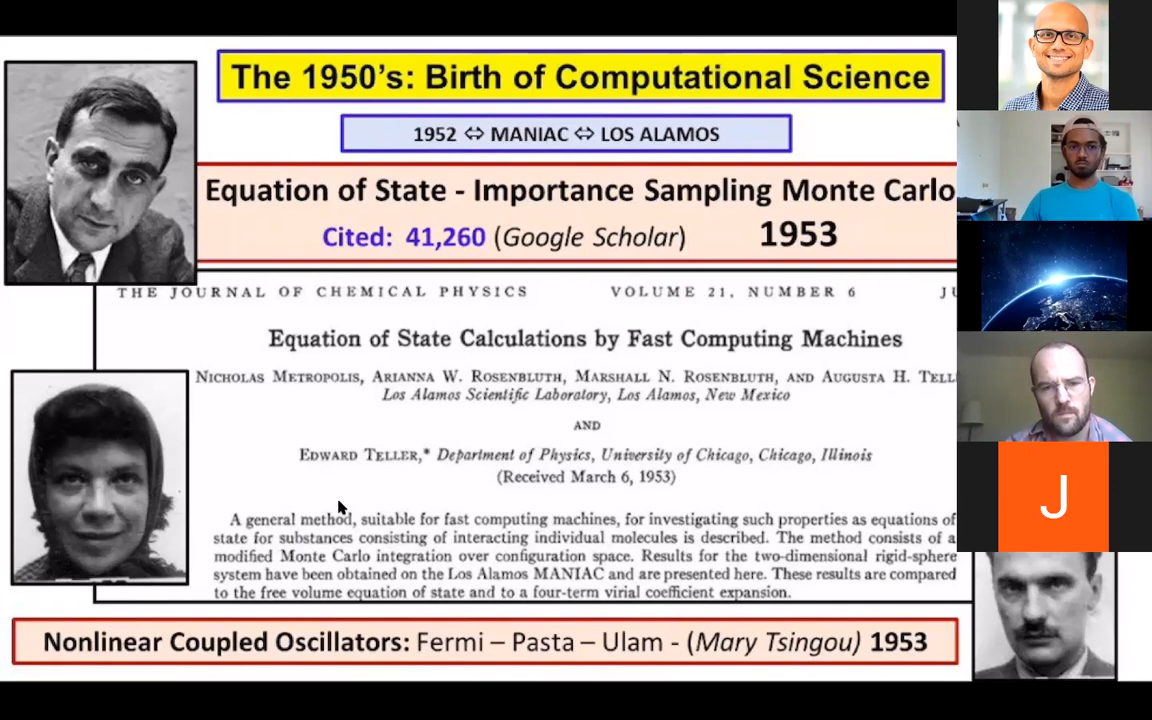 The 1950's: Birth of Computational Science
1952 ⇔ MANIAC ⇔ LOS ALAMOS
Equation of State - Importance Sampling Monte Carlo
Cited: 41,260 (Google Scholar) 1953
THE JOURNAL OF CHEMICAL PHYSICS VOLUME 21, NUMBER 6
Equation of State Calculations by Fast Computing Machines
NICHOLAS METROPOLIS, ARIANNA W. ROSENBLUTH, MARSHALL N. ROSENBLUTH, AND AUGUSTA H. TELL
Los Alamos Scientific Laboratory, Los Alamos, New Mexico
AND
EDWARD TELLER,* Department of Physics, University of Chicago, Chicago, Illinois
(Received March 6, 1953)
A general method, suitable for fast computing machines, for investigating such properties as equations of
state for substances consisting of interacting individual molecules is described. The method consists of a
modified Monte Carlo integration over configuration space. Results for the two-dimensional rigid-sphere
system have been obtained on the Los Alamos MANIAC and are presented here. These results are compared
to the free volume equation of state and to a four-term virial coefficient expansion.
Nonlinear Coupled Oscillators: Fermi – Pasta – Ulam - (Mary Tsingou) 1953
J